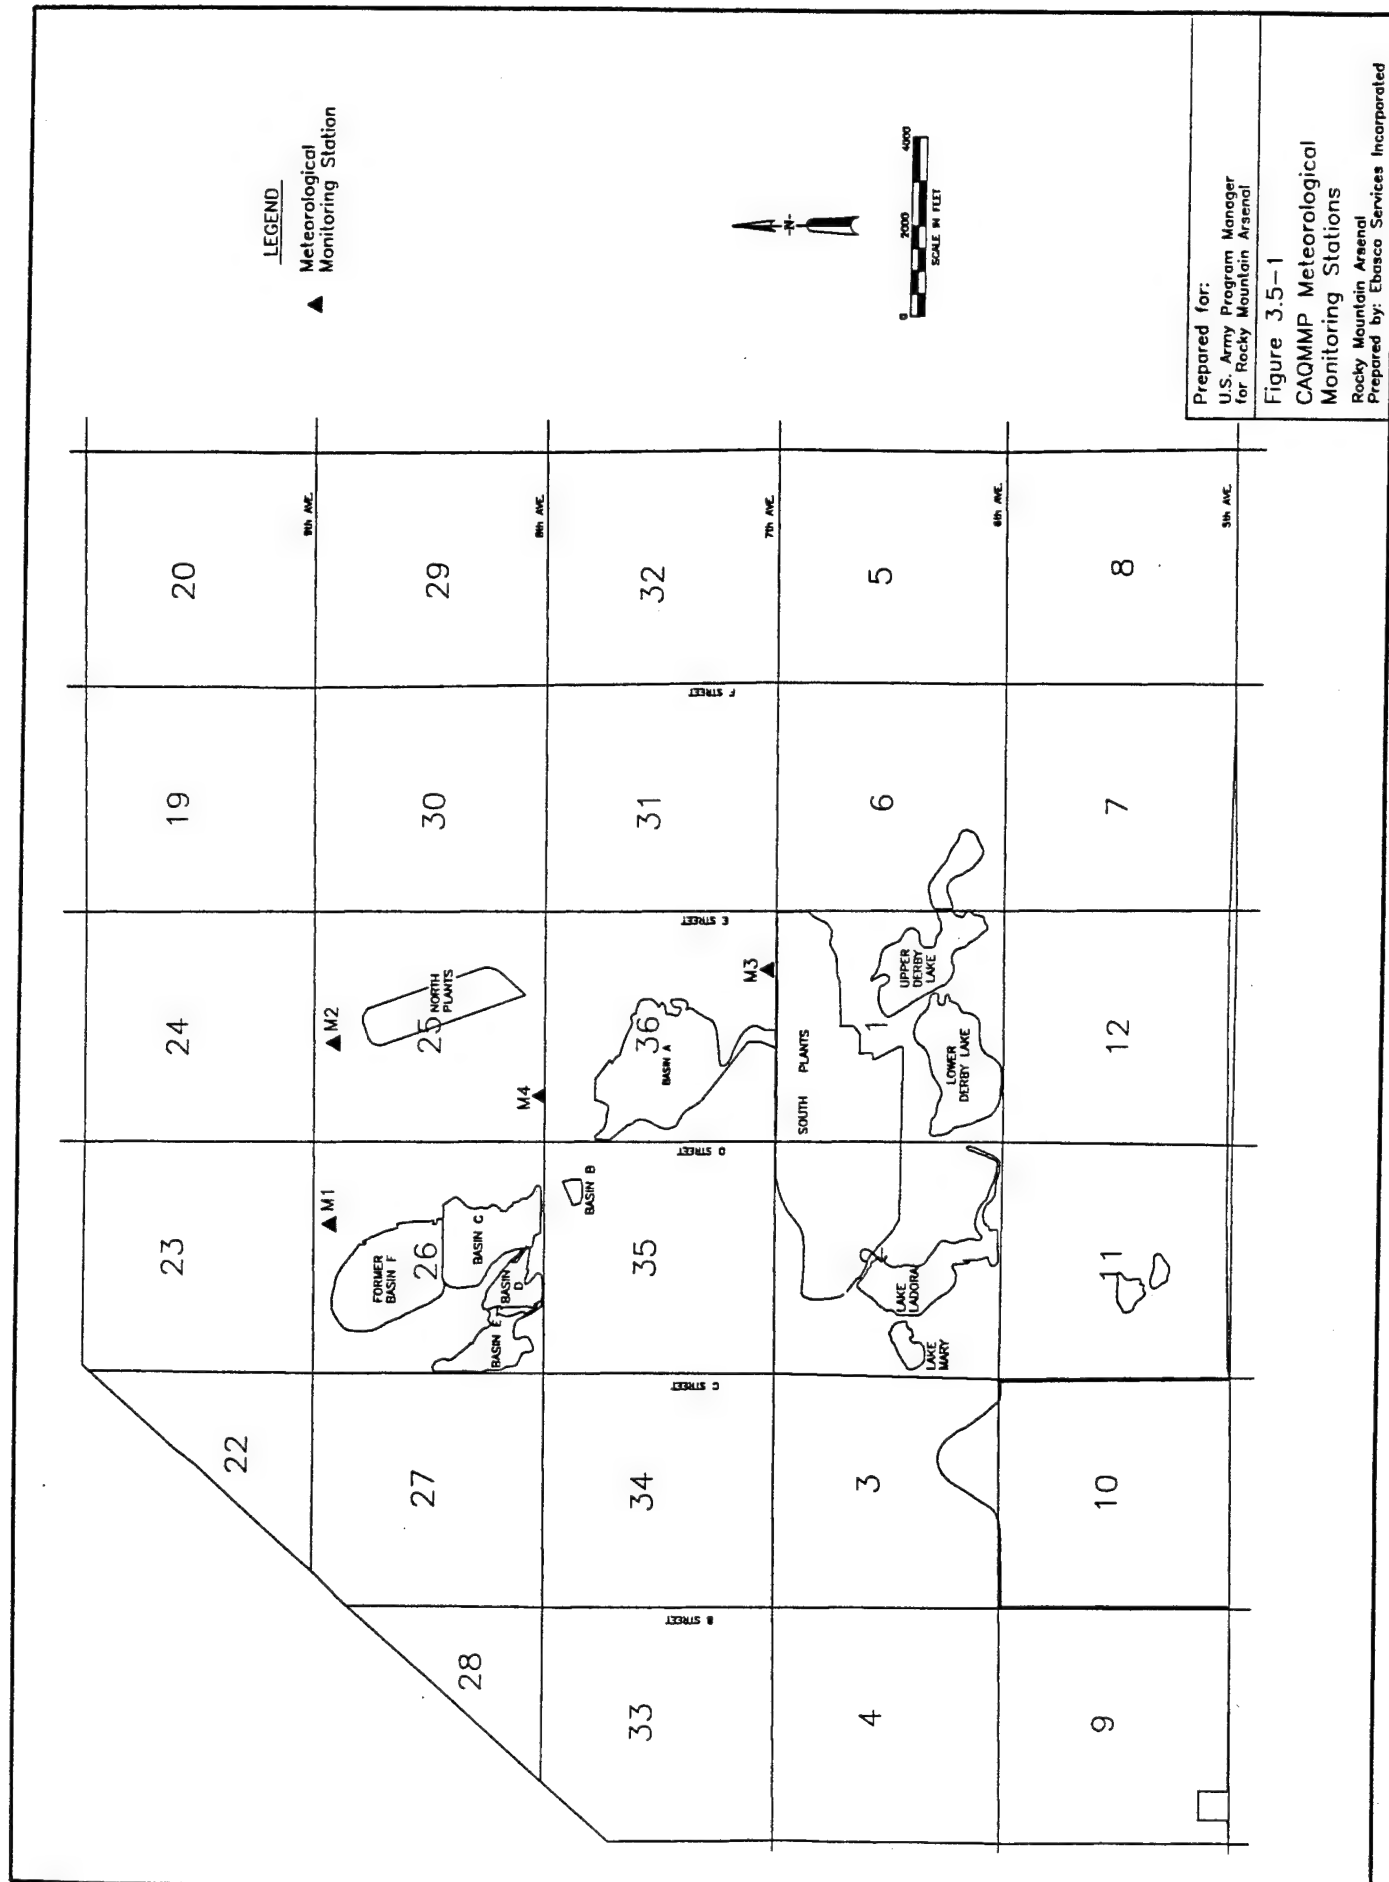 LEGEND
▲ Meteorological
Monitoring Station
20
19
24
23
22
9th AVE.
29
30
M2
25
NORTH
PLANTS
M1
FORMER
BASIN F
26
BASIN C
BASIN
D
BASIN E
27
28
8th AVE.
M4
32
31
36
BASIN A
BASIN B
35
34
33
F STREET
E STREET
D STREET
C STREET
B STREET
M3
7th AVE.
5
6
SOUTH PLANTS
1
UPPER
DERBY
LAKE
LOWER
DERBY LAKE
LAKE
LADORA
LAKE
MARY
3
4
6th AVE.
8
7
12
11
10
9
5th AVE.
-N-
0 2000 4000
SCALE IN FEET
Prepared for:
U.S. Army Program Manager
for Rocky Mountain Arsenal
Figure 3.5-1
CAQMMP Meteorological
Monitoring Stations
Rocky Mountain Arsenal
Prepared by: Ebasco Services Incorporated